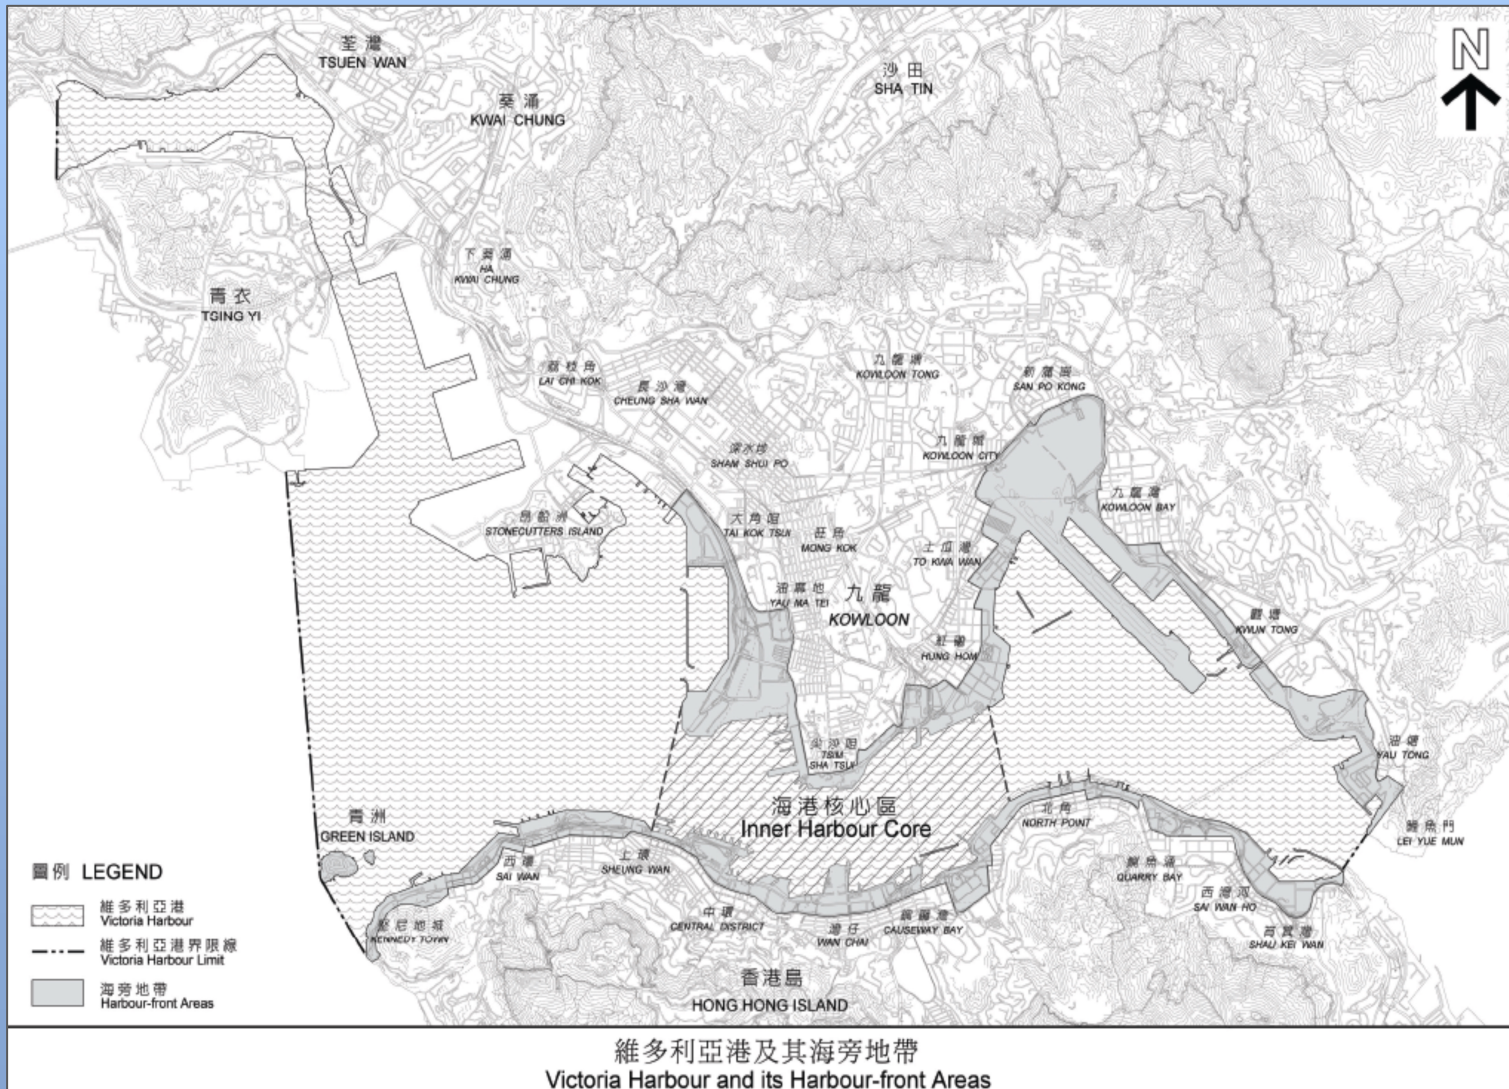 荃灣
TSUEN WAN
葵涌
KWAI CHUNG
沙田
SHA TIN
N
下葵涌
HA
KWAI CHUNG
青衣
TSING YI
荔枝角
LAI CHI KOK
長沙灣
CHEUNG SHA WAN
九龍塘
KOWLOON TONG
新蒲崗
SAN PO KONG
深水埗
SHAM SHUI PO
九龍城
KOWLOON CITY
九龍灣
KOWLOON BAY
昂船洲
STONECUTTERS ISLAND
大角咀
TAI KOK TSUI
旺角
MONG KOK
土瓜灣
TO KWA WAN
油麻地
YAU MA TEI
九龍
KOWLOON
紅磡
HUNG HOM
觀塘
KWUN TONG
尖沙咀
TSIM
SHA TSUI
油塘
YAU TONG
海港核心區
Inner Harbour Core
青洲
GREEN ISLAND
北角
NORTH POINT
鯉魚門
LEI YUE MUN
西環
SAI WAN
上環
SHEUNG WAN
鰂魚涌
QUARRY BAY
西灣河
SAI WAN HO
堅尼地城
KENNEDY TOWN
中環
CENTRAL DISTRICT
灣仔
WAN CHAI
銅鑼灣
CAUSEWAY BAY
筲箕灣
SHAU KEI WAN
香港島
HONG HONG ISLAND
圖例 LEGEND
維多利亞港
Victoria Harbour
維多利亞港界限線
Victoria Harbour Limit
海旁地帶
Harbour-front Areas
維多利亞港及其海旁地帶
Victoria Harbour and its Harbour-front Areas